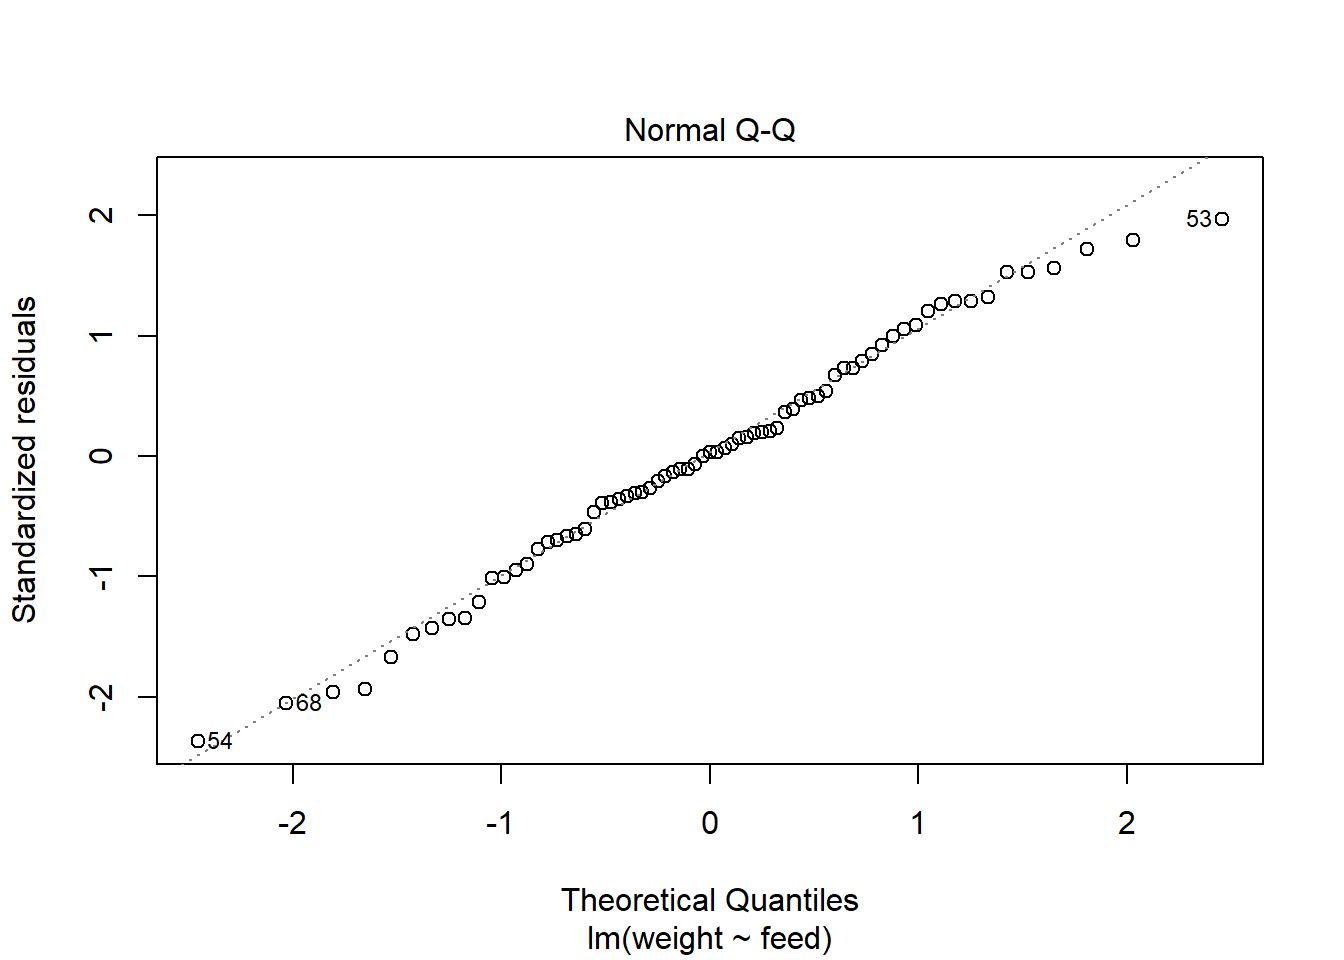 Normal Q-Q
Standardized residuals
2
1
0
-1
-2
53
68
54
-2 -1 0 1 2
Theoretical Quantiles
lm(weight ~ feed)